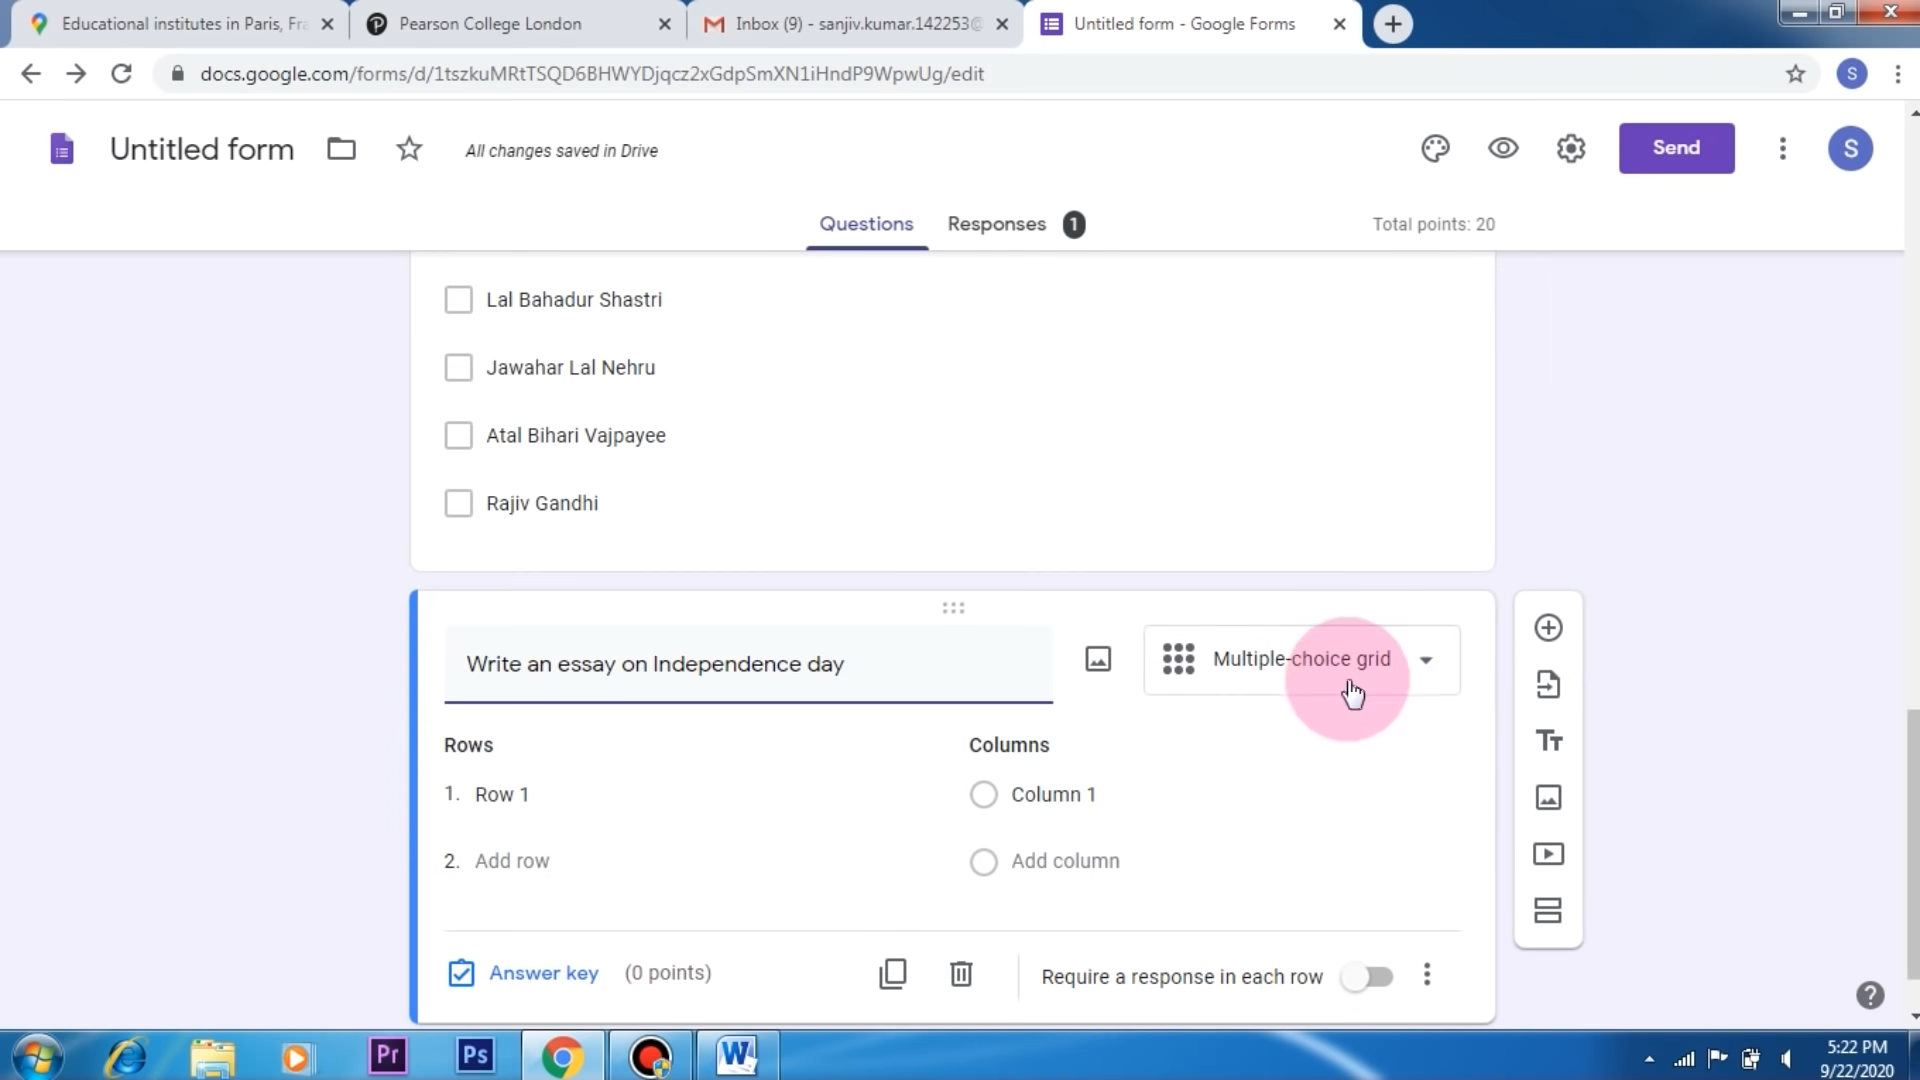 Educational institutes in Paris, Fra
Pearson College London
Inbox (9) - sanjiv.kumar.142253@
Untitled form - Google Forms
docs.google.com/forms/d/1tszkuMRtTSQD6BHWYDjqcz2xGdpSmXN1iHndP9WpwUg/edit
S
Untitled form
All changes saved in Drive
Send
S
Questions
Responses 1
Total points: 20
Lal Bahadur Shastri
Jawahar Lal Nehru
Atal Bihari Vajpayee
Rajiv Gandhi
Write an essay on Independence day
Multiple-choice grid
Rows
Columns
1. Row 1
Column 1
2. Add row
Add column
Answer key (0 points)
Require a response in each row
Tт
Pr
Ps
W
5:22 PM
9/22/2020